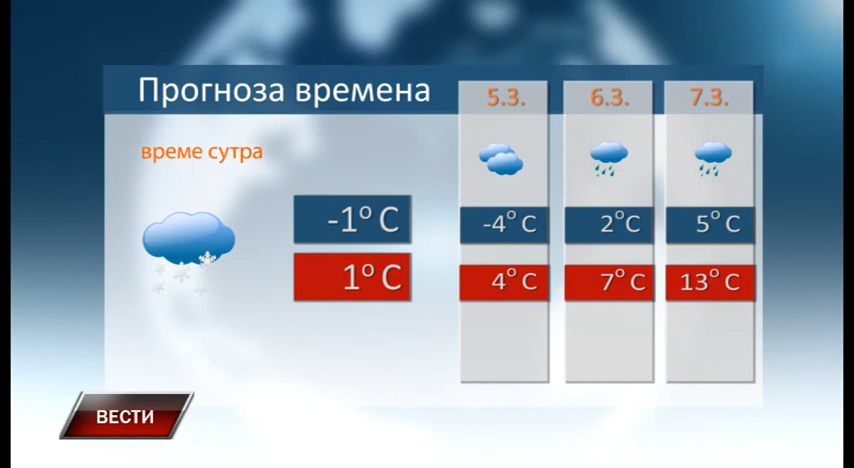 Прогноза времена
време сутра
-1° C
1° C
5.3.
-4° C
4° C
6.3.
2°C
7° C
7.3.
5° C
13° C
ВЕСТИ